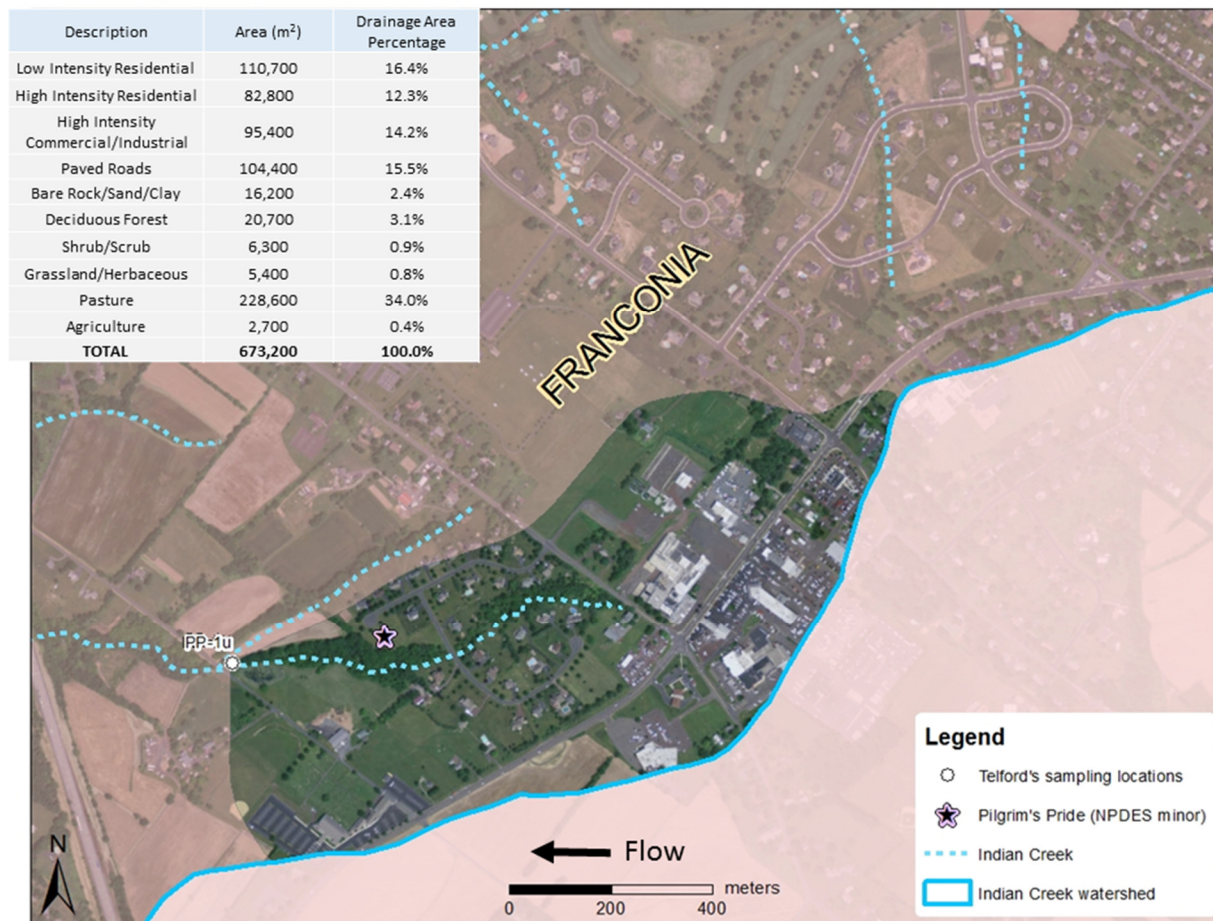 Description Area (m²) Drainage Area Percentage
Low Intensity Residential 110,700 16.4%
High Intensity Residential 82,800 12.3%
High Intensity Commercial/Industrial 95,400 14.2%
Paved Roads 104,400 15.5%
Bare Rock/Sand/Clay 16,200 2.4%
Deciduous Forest 20,700 3.1%
Shrub/Scrub 6,300 0.9%
Grassland/Herbaceous 5,400 0.8%
Pasture 228,600 34.0%
Agriculture 2,700 0.4%
TOTAL 673,200 100.0%
FRANCONIA
PP-1u
Legend
Telford's sampling locations
Pilgrim's Pride (NPDES minor)
Indian Creek
Indian Creek watershed
N
Flow
meters
0 200 400